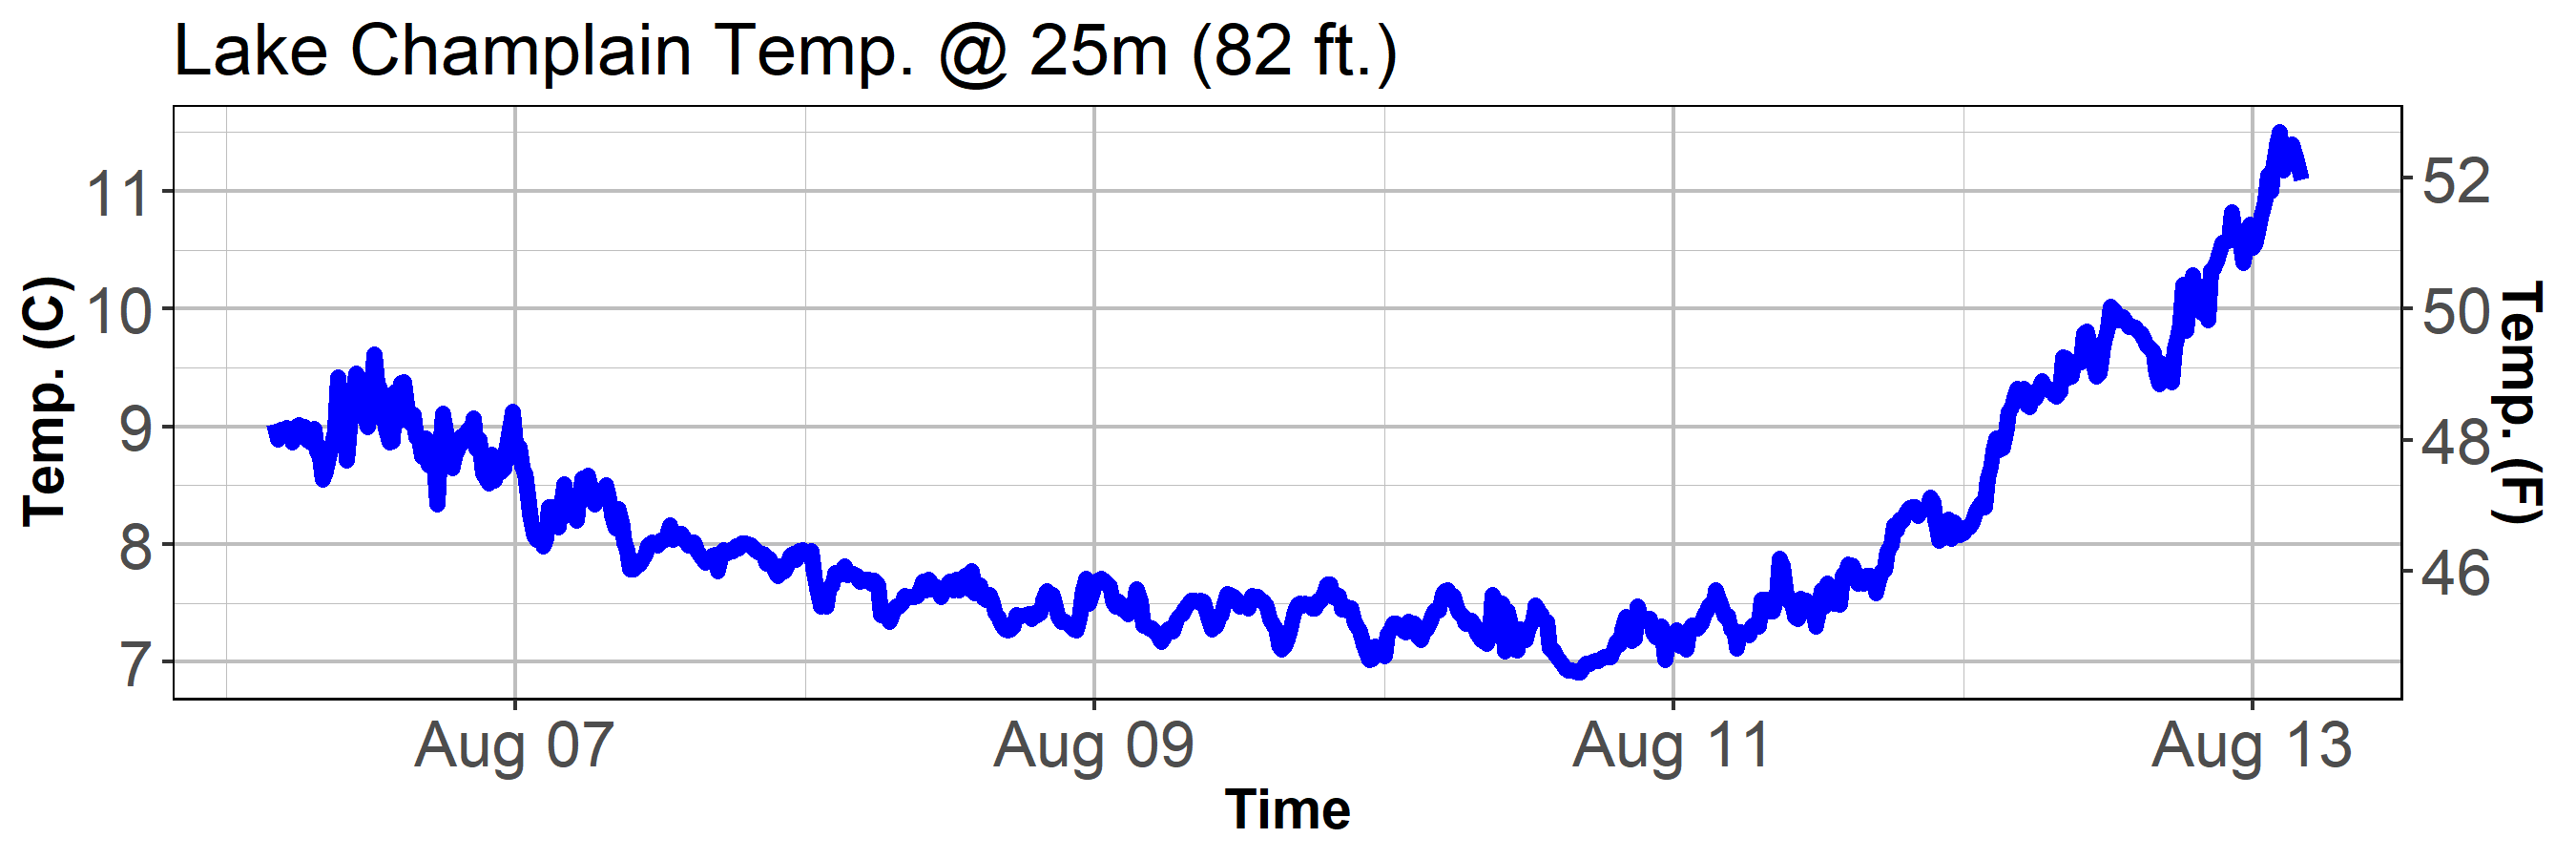 Lake Champlain Temp. @ 25m (82 ft.)
Temp. (C)
11
10
9
8
7
52
50
48
46
Temp. (F)
Aug 07 Aug 09 Aug 11 Aug 13
Time